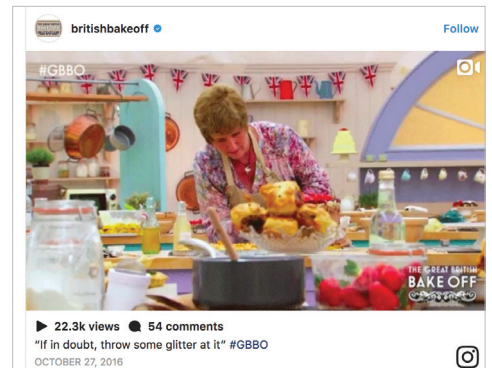 britishbakeoff
Follow
#GBBO
THE GREAT BRITISH
BAKE OFF
22.3k views 54 comments
“If in doubt, throw some glitter at it” #GBBO
OCTOBER 27, 2016